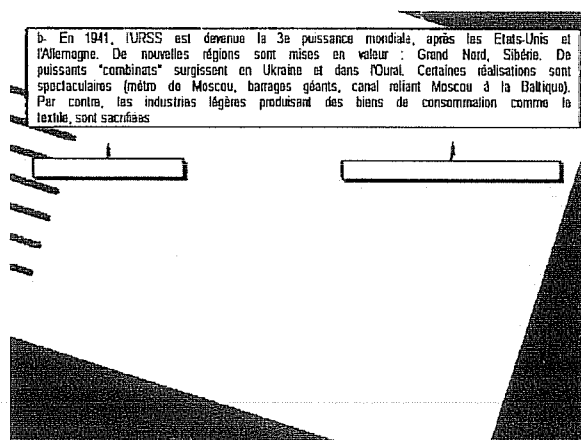 b- En 1941, l'URSS est devenue la 3e puissance mondiale, après les Etats-Unis et
l'Allemagne. De nouvelles régions sont mises en valeur : Grand Nord, Sibérie. De
puissants "combinats" surgissent en Ukraine et dans l'Oural. Certaines réalisations sont
spectaculaires (métro de Moscou, barrages géants, canal reliant Moscou à la Baltique).
Par contre, les industries légères produisant des biens de consommation comme le
textile, sont sacrifiées